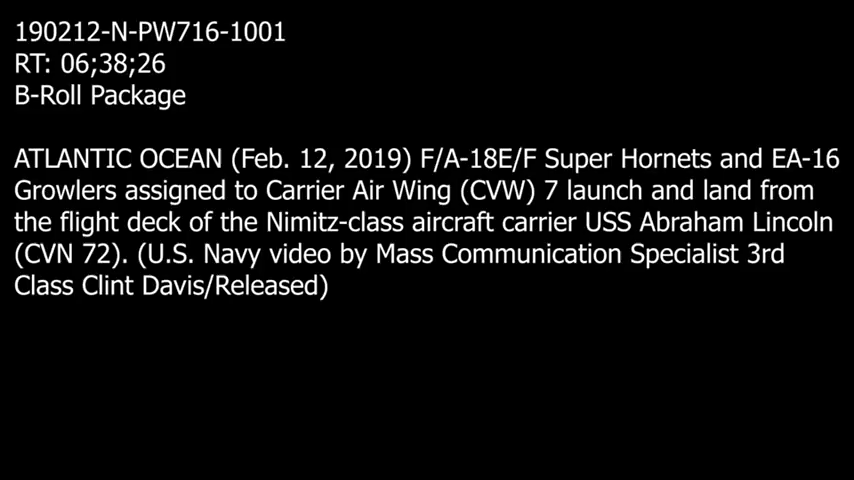 190212-N-PW716-1001
RT: 06;38;26
B-Roll Package
ATLANTIC OCEAN (Feb. 12, 2019) F/A-18E/F Super Hornets and EA-16
Growlers assigned to Carrier Air Wing (CVW) 7 launch and land from
the flight deck of the Nimitz-class aircraft carrier USS Abraham Lincoln
(CVN 72). (U.S. Navy video by Mass Communication Specialist 3rd
Class Clint Davis/Released)